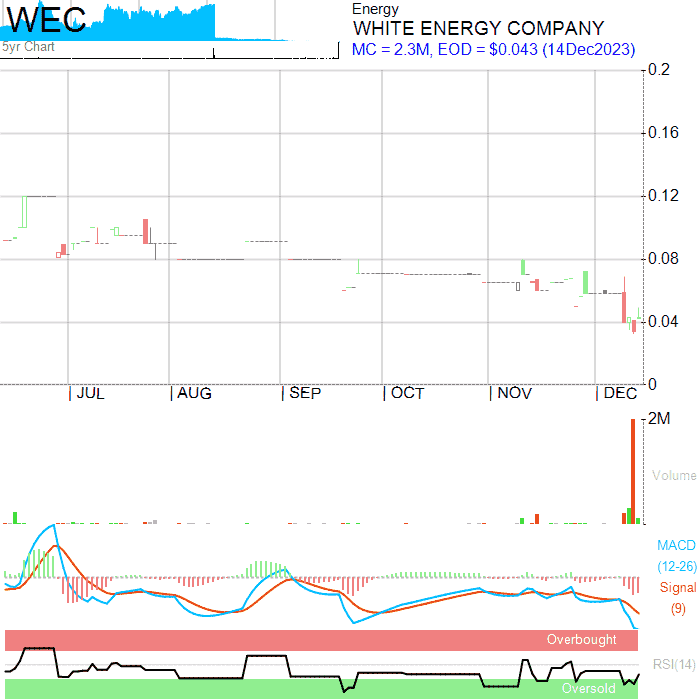 WEC
5yr Chart
Energy
WHITE ENERGY COMPANY
MC = 2.3M, EOD = $0.043 (14Dec2023)
0.2
0.16
0.12
0.08
0.04
0
JUL AUG SEP OCT NOV DEC
2M
Volume
MACD
(12-26)
Signal
(9)
Overbought
RSI(14)
Oversold